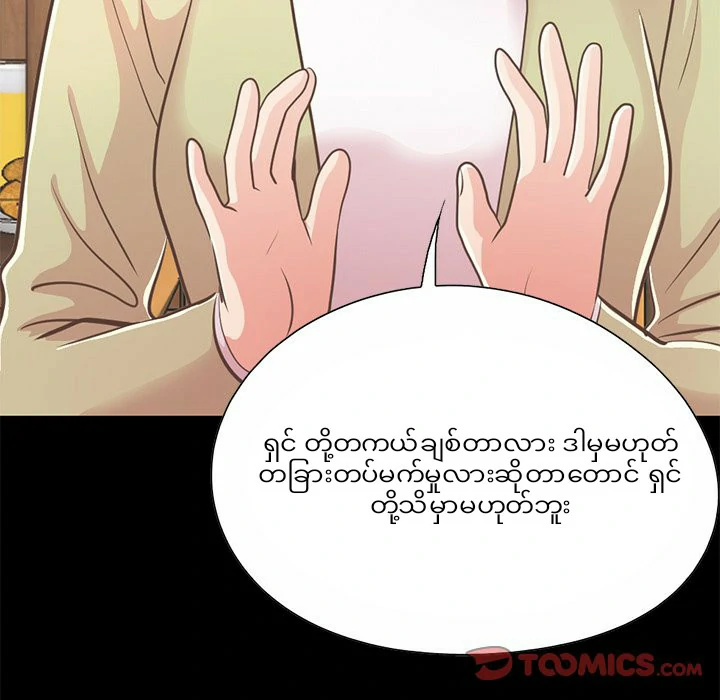 ရှင် တို့တကယ်ချစ်တာလား ဒါမှမဟုတ်
တခြားတပ်မက်မှုလားဆိုတာတောင် ရှင်
တို့သိမှာမဟုတ်ဘူး
TOOMICS.COM